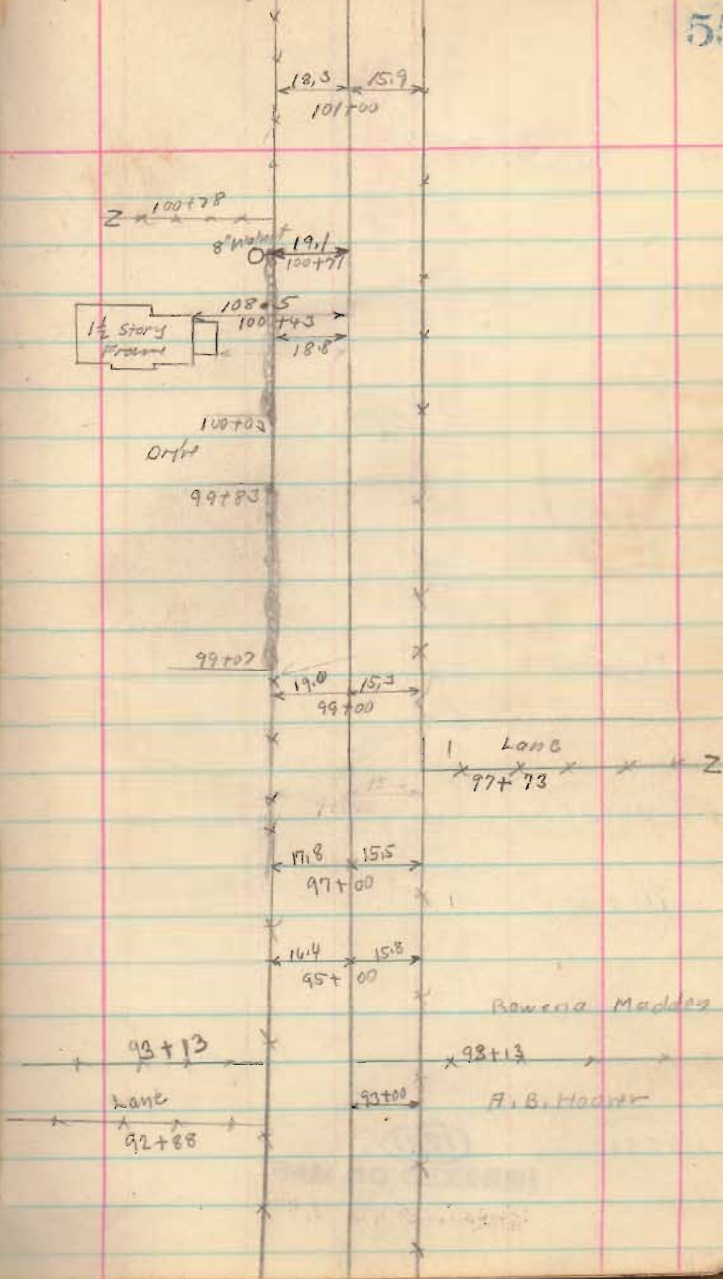 18.3 15.9
101+00
Z 100+78
8" Walnut
19.1
100+71
108.5
100+43
18.8
1½ Story
Frame
100+03
Drive
99+83
99+07
19.0 15.3
99+00
Lane
97+73 Z
17.8 15.5
97+00
16.4 15.8
95+00
Rowena Madden
93+13 93+13
93+00
A. B. Hoover
Lane
92+88